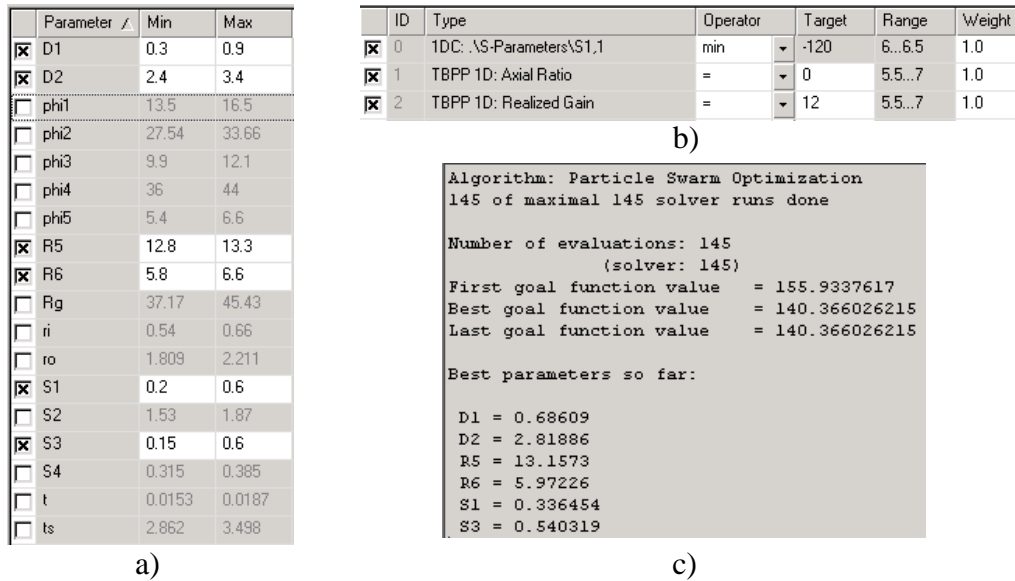 Parameter Min Max
D1 0.3 0.9
D2 2.4 3.4
phi1 13.5 16.5
phi2 27.54 33.66
phi3 9.9 12.1
phi4 36 44
phi5 5.4 6.6
R5 12.8 13.3
R6 5.8 6.6
Rg 37.17 45.43
ri 0.54 0.66
ro 1.809 2.211
S1 0.2 0.6
S2 1.53 1.87
S3 0.15 0.6
S4 0.315 0.385
t 0.0153 0.0187
ts 2.862 3.498
a)
ID Type Operator Target Range Weight
0 1DC: .\S-Parameters\S1,1 min -120 6...6.5 1.0
1 TBPP 1D: Axial Ratio = 0 5.5...7 1.0
2 TBPP 1D: Realized Gain = 12 5.5...7 1.0
b)
Algorithm: Particle Swarm Optimization
145 of maximal 145 solver runs done
Number of evaluations: 145
(solver: 145)
First goal function value = 155.9337617
Best goal function value = 140.366026215
Last goal function value = 140.366026215
Best parameters so far:
D1 = 0.68609
D2 = 2.81886
R5 = 13.1573
R6 = 5.97226
S1 = 0.336454
S3 = 0.540319
c)